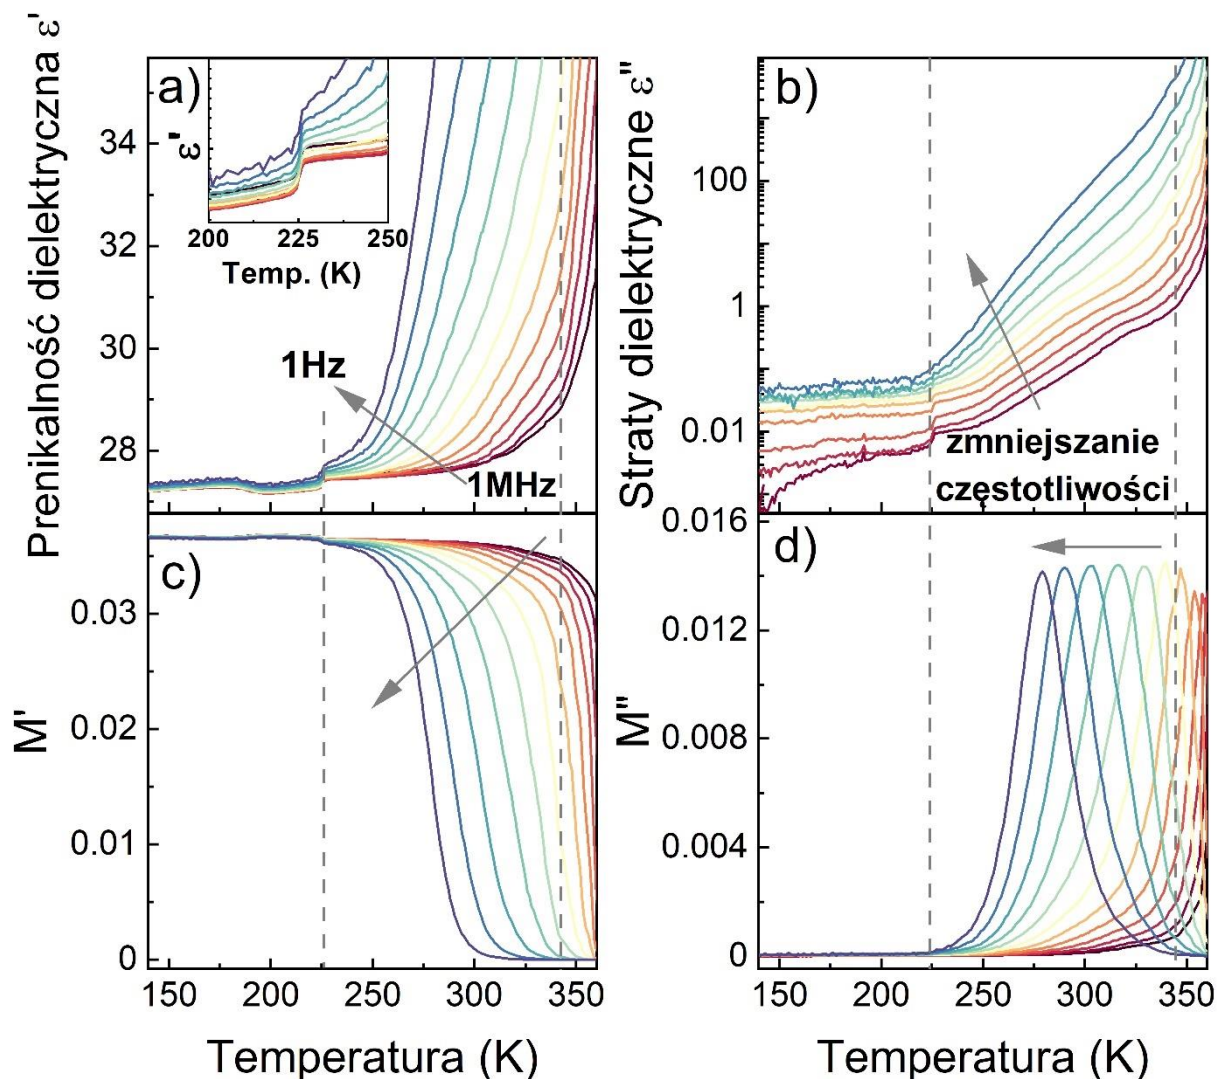 Prenikalność dielektryczna ε'
a)
34
32
30
28
ε'
200 225 250
Temp. (K)
1Hz
1MHz
Straty dielektryczne ε"
b)
100
1
0.01
zmniejszanie
częstotliwości
M'
c)
0.03
0.02
0.01
0
150 200 250 300 350
Temperatura (K)
M"
d)
0.016
0.012
0.008
0.004
0
150 200 250 300 350
Temperatura (K)